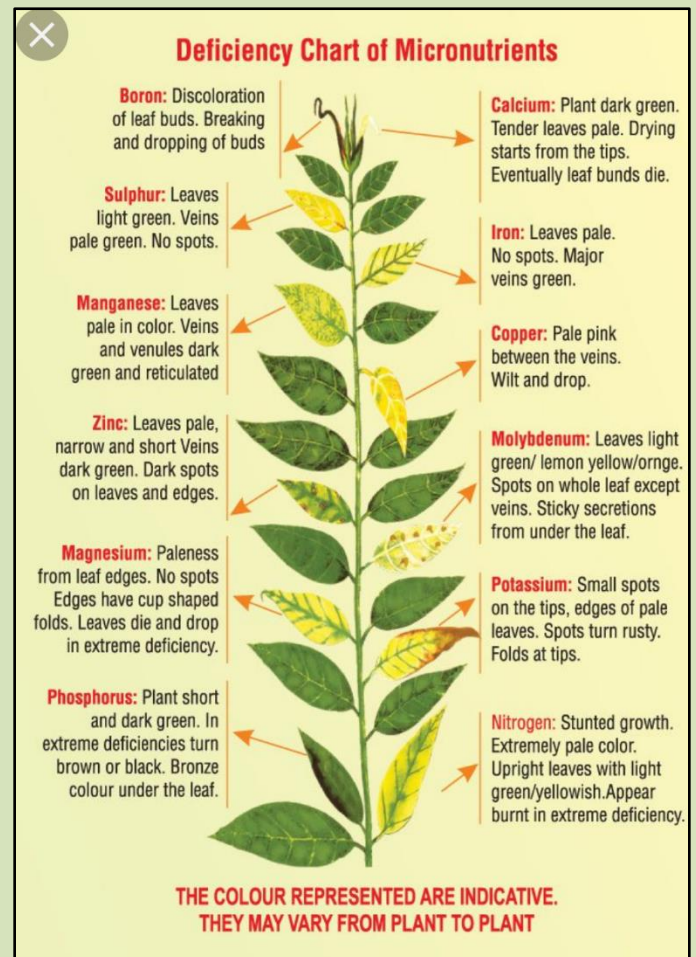 Deficiency Chart of Micronutrients
Boron: Discoloration
of leaf buds. Breaking
and dropping of buds
Calcium: Plant dark green.
Tender leaves pale. Drying
starts from the tips.
Eventually leaf bunds die.
Sulphur: Leaves
light green. Veins
pale green. No spots.
Iron: Leaves pale.
No spots. Major
veins green.
Manganese: Leaves
pale in color. Veins
and venules dark
green and reticulated
Copper: Pale pink
between the veins.
Wilt and drop.
Zinc: Leaves pale,
narrow and short Veins
dark green. Dark spots
on leaves and edges.
Molybdenum: Leaves light
green/ lemon yellow/ornge.
Spots on whole leaf except
veins. Sticky secretions
from under the leaf.
Magnesium: Paleness
from leaf edges. No spots
Edges have cup shaped
folds. Leaves die and drop
in extreme deficiency.
Potassium: Small spots
on the tips, edges of pale
leaves. Spots turn rusty.
Folds at tips.
Phosphorus: Plant short
and dark green. In
extreme deficiencies turn
brown or black. Bronze
colour under the leaf.
Nitrogen: Stunted growth.
Extremely pale color.
Upright leaves with light
green/yellowish.Appear
burnt in extreme deficiency.
THE COLOUR REPRESENTED ARE INDICATIVE.
THEY MAY VARY FROM PLANT TO PLANT